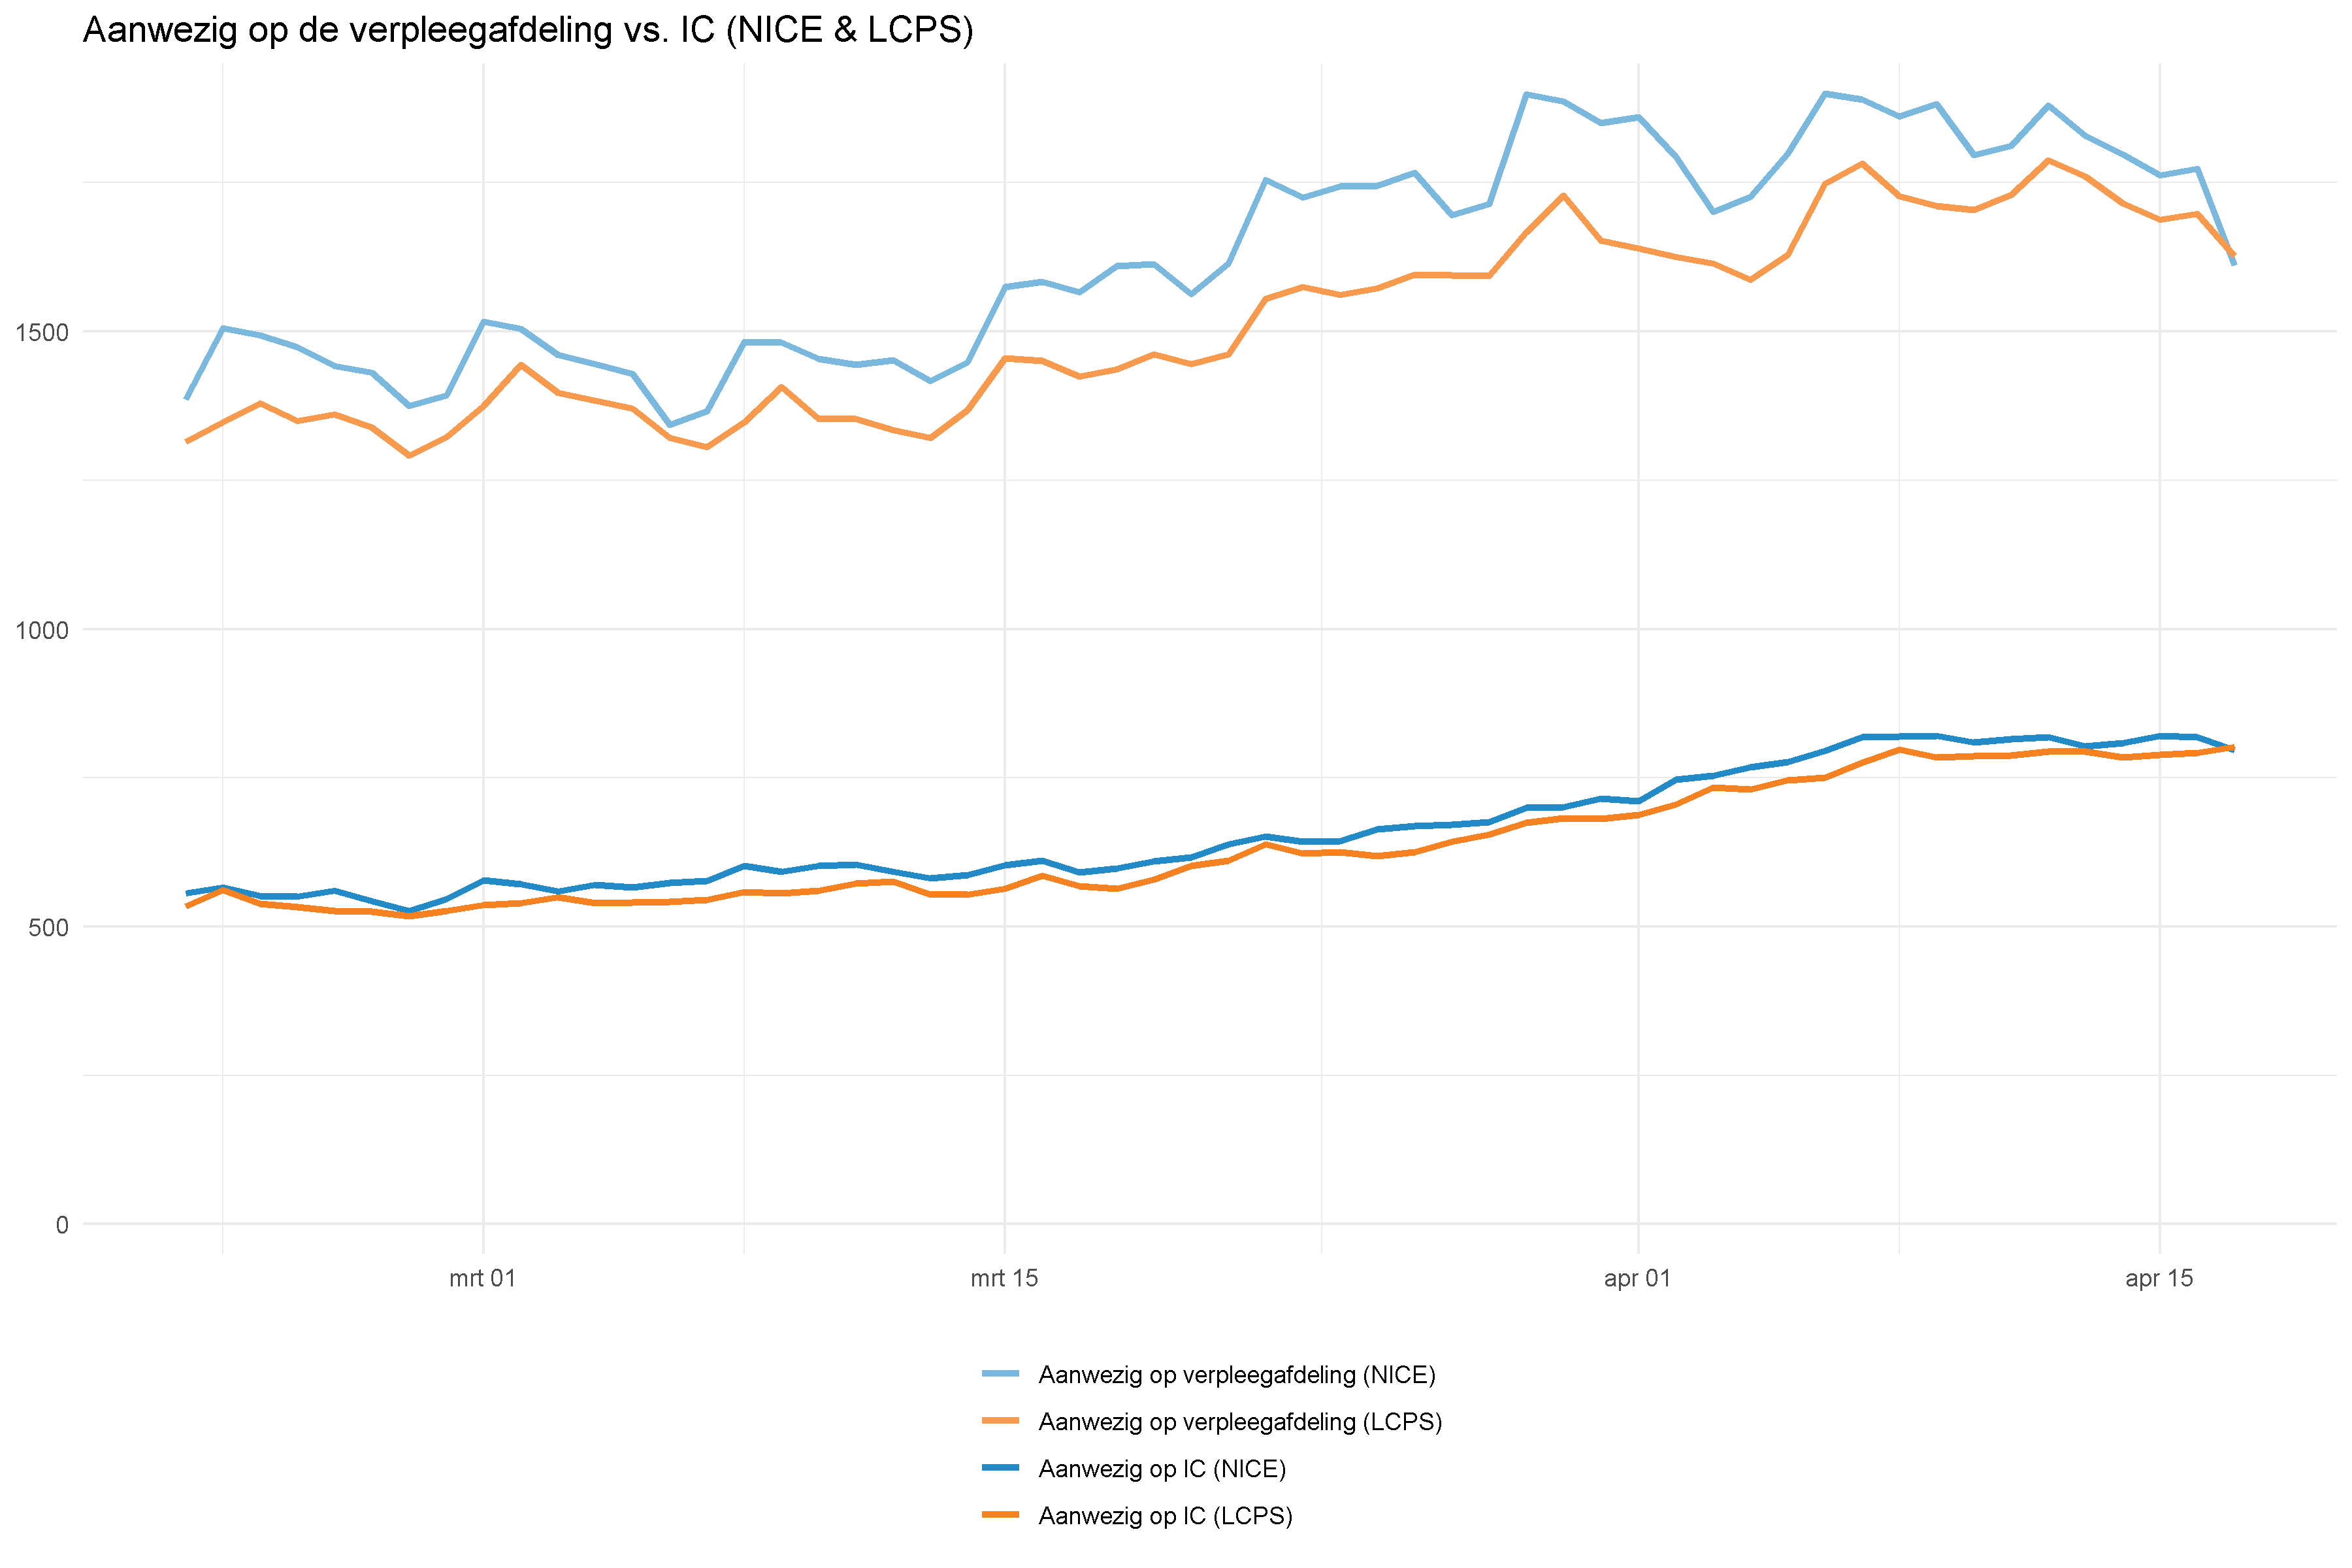 Aanwezig op de verpleegafdeling vs. IC (NICE & LCPS)
1500
1000
500
0
mrt 01
mrt 15
apr 01
apr 15
Aanwezig op verpleegafdeling (NICE)
Aanwezig op verpleegafdeling (LCPS)
Aanwezig op IC (NICE)
Aanwezig op IC (LCPS)